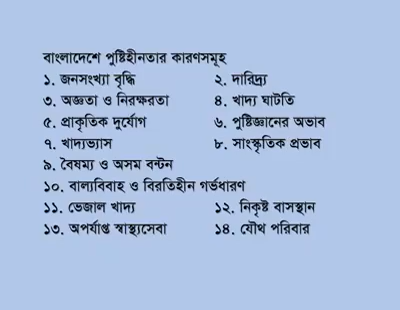 বাংলাদেশে পুষ্টিহীনতার কারণসমূহ
১. জনসংখ্যা বৃদ্ধি ২. দারিদ্র্য
৩. অজ্ঞতা ও নিরক্ষরতা ৪. খাদ্য ঘাটতি
৫. প্রাকৃতিক দুর্যোগ ৬. পুষ্টিজ্ঞানের অভাব
৭. খাদ্যভ্যাস ৮. সাংস্কৃতিক প্রভাব
৯. বৈষম্য ও অসম বন্টন
১০. বাল্যবিবাহ ও বিরতিহীন গর্ভধারণ
১১. ভেজাল খাদ্য ১২. নিকৃষ্ট বাসস্থান
১৩. অপর্যাপ্ত স্বাস্থ্যসেবা ১৪. যৌথ পরিবার